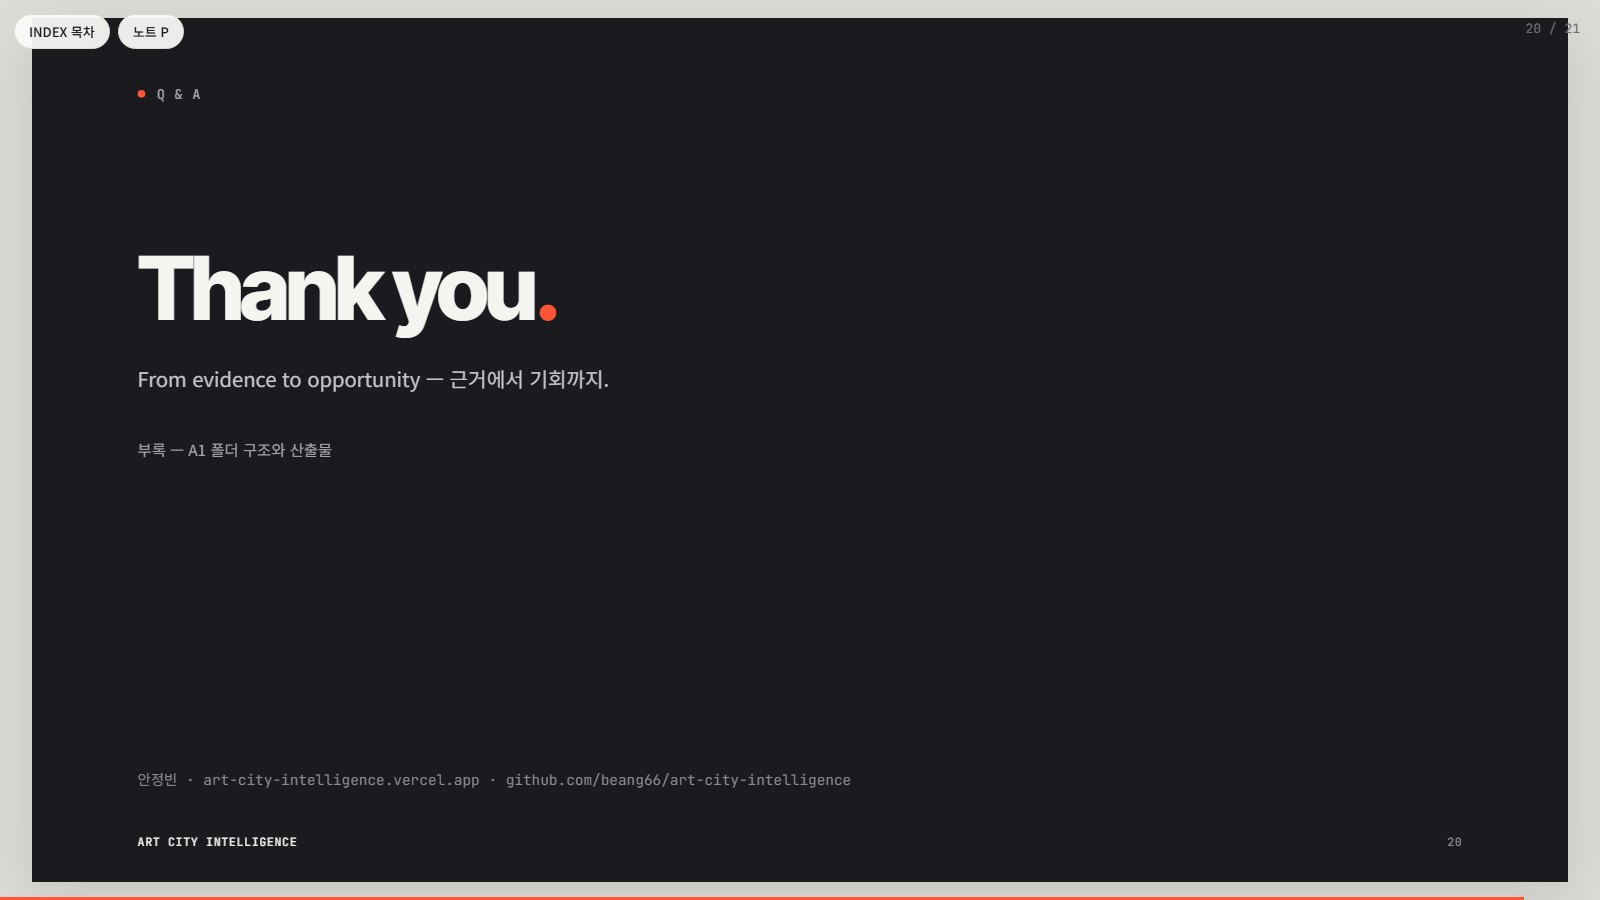 INDEX 목차
노트 P
20 / 21
Q & A
Thank you.
From evidence to opportunity — 근거에서 기회까지.
부록 — A1 폴더 구조와 산출물
안정빈 · art-city-intelligence.vercel.app · github.com/beang66/art-city-intelligence
ART CITY INTELLIGENCE
20